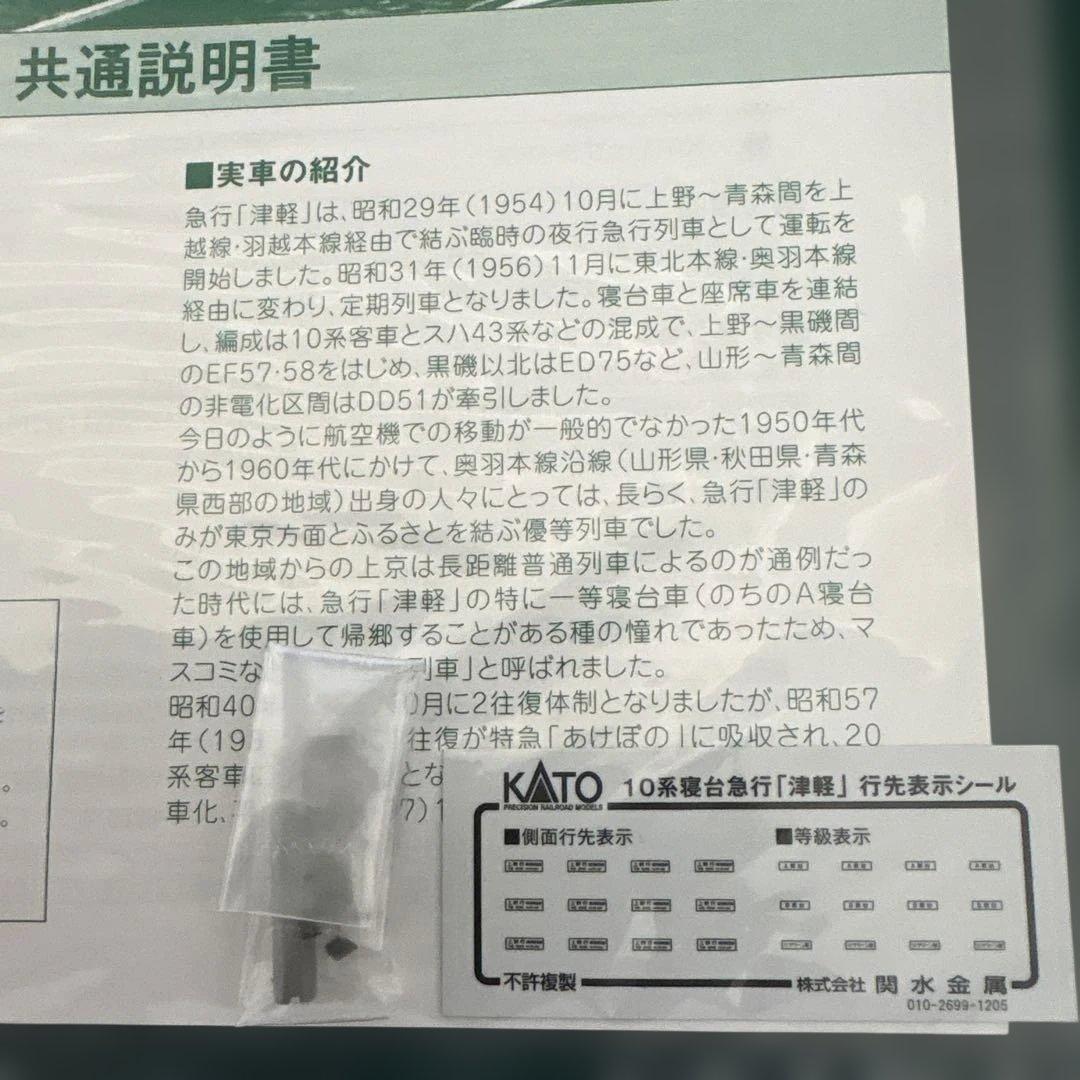 共通説明書
■実車の紹介
急行「津軽」は、昭和29年(1954)10月に上野～青森間を上
越線･羽越本線経由で結ぶ臨時の夜行急行列車として運転を
開始しました。昭和31年(1956)11月に東北本線･奥羽本線
経由に変わり、定期列車となりました。寝台車と座席車を連結
し、編成は10系客車とスハ43系などの混成で、上野～黒磯間
のEF57･58をはじめ、黒磯以北はED75など、山形～青森間
の非電化区間はDD51が牽引しました。
今日のように航空機での移動が一般的でなかった1950年代
から1960年代にかけて、奥羽本線沿線(山形県･秋田県･青森
県西部の地域)出身の人々にとっては、長らく、急行「津軽」の
みが東京方面とふるさとを結ぶ優等列車でした。
この地域からの上京は長距離普通列車によるのが通例だっ
た時代には、急行「津軽」の特に一等寝台車(のちのA寝台
車)を使用して帰郷することがある種の憧れであったため、マ
スコミな 列車」と呼ばれました。
昭和40 月に2往復体制となりましたが、昭和57
年(19 往復が特急「あけぼの」に吸収され、20
系客車 とな
車化、 7)1
KATO 10系寝台急行「津軽」行先表示シール
PRECISION RAILROAD MODELS
■側面行先表示 ■等級表示
不許複製 株式会社 関水金属
010-2699-1205